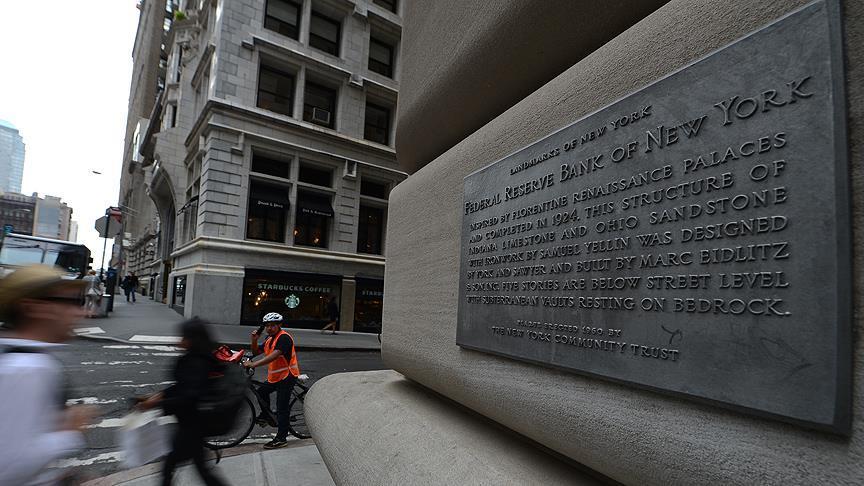 LANDMARKS OF NEW YORK
FEDERAL RESERVE BANK OF NEW YORK
INSPIRED BY FLORENTINE RENAISSANCE PALACES
AND COMPLETED IN 1924, THIS STRUCTURE OF
INDIANA LIMESTONE AND OHIO SANDSTONE
WITH IRONWORK BY SAMUEL YELLIN WAS DESIGNED
BY YORK AND SAWYER AND BUILT BY MARC EIDLITZ
& SON, INC. FIVE STORIES ARE BELOW STREET LEVEL
WITH SUBTERRANEAN VAULTS RESTING ON BEDROCK.
PLAQUE ERECTED 1960 BY
THE NEW YORK COMMUNITY TRUST
STARBUCKS COFFEE